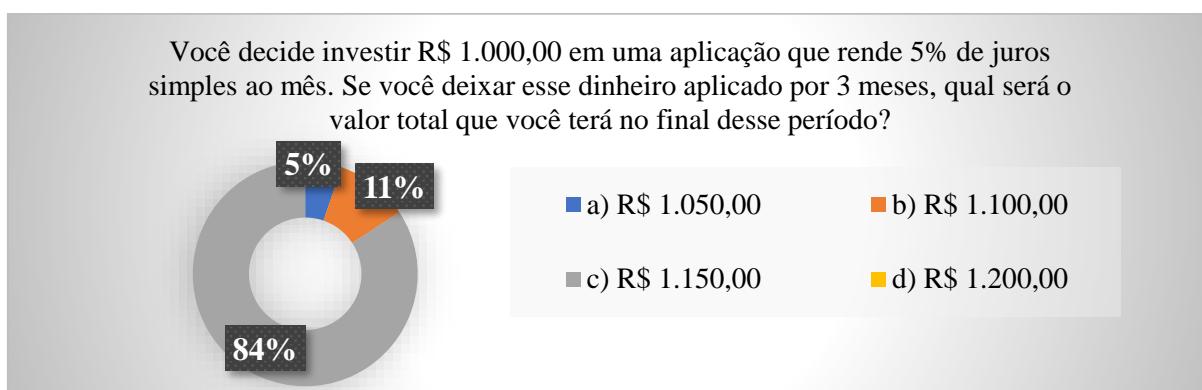 Você decide investir R$ 1.000,00 em uma aplicação que rende 5% de juros
simples ao mês. Se você deixar esse dinheiro aplicado por 3 meses, qual será o
valor total que você terá no final desse período?
5%
11%
84%
a) R$ 1.050,00
b) R$ 1.100,00
c) R$ 1.150,00
d) R$ 1.200,00